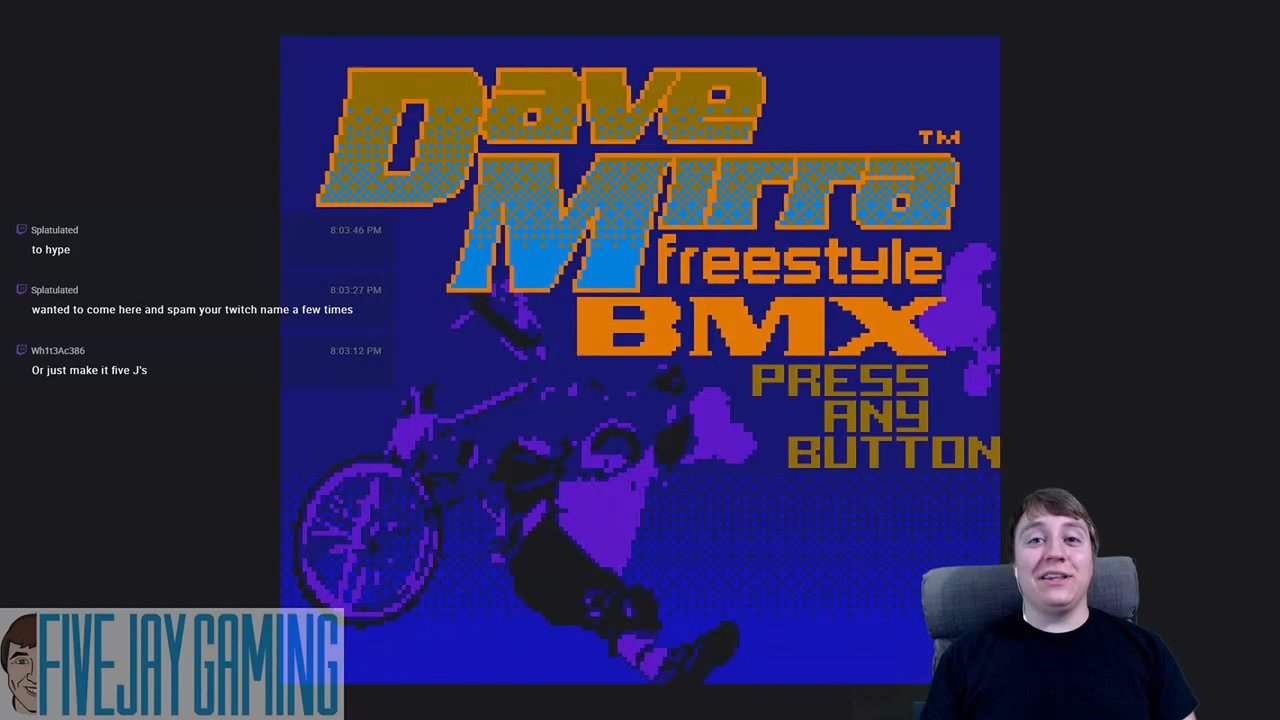 Dave
TM
Mirra
freestyle
BMX
PRESS
ANY
BUTTON
Splatulated 8:03:46 PM
to hype
Splatulated 8:03:27 PM
wanted to come here and spam your twitch name a few times
Wh1t3Ac386 8:03:12 PM
Or just make it five J's
FIVEJAYGAMING